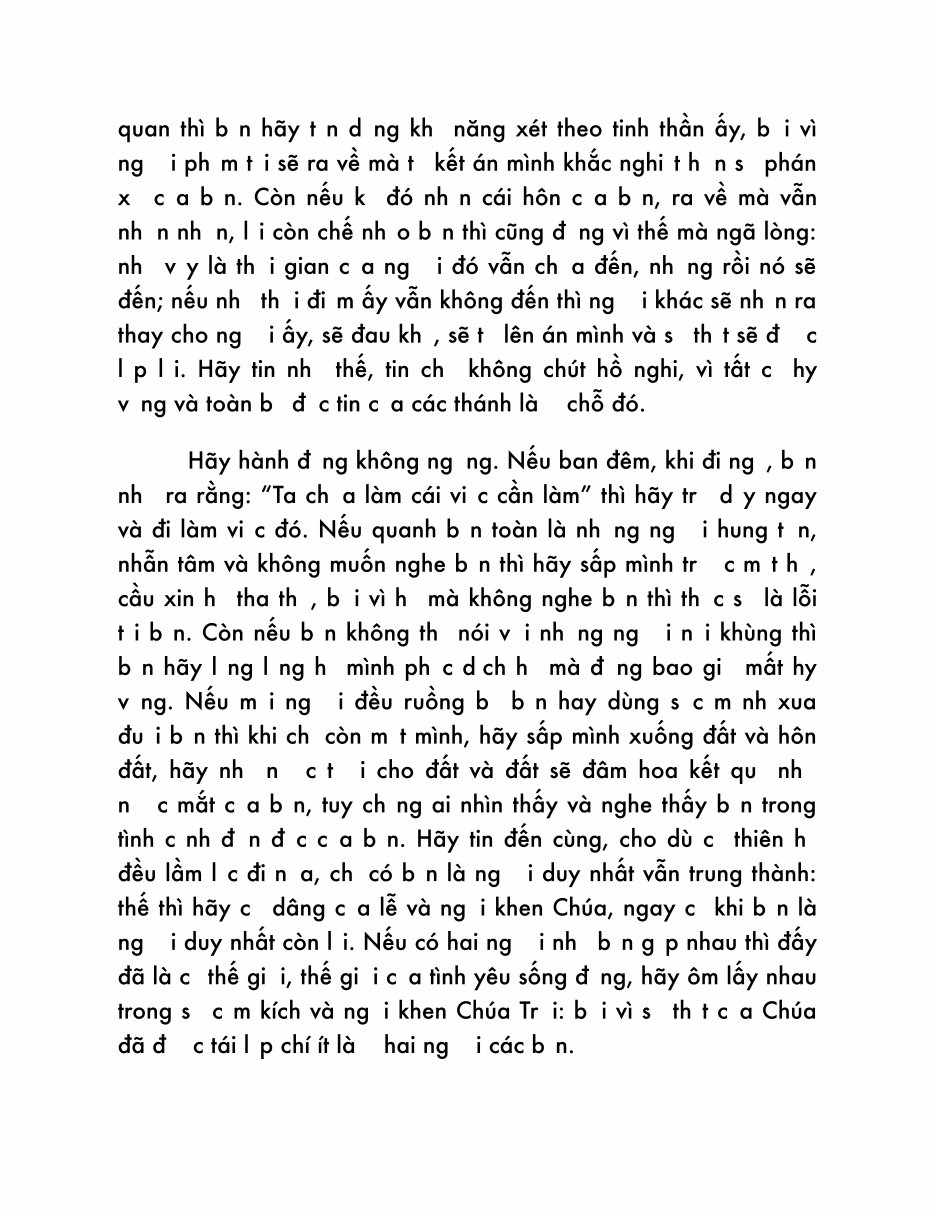 quan thì b n hãy t n d ng kh năng xét theo tinh thần ấy, b i vì
ng i ph m t i sẽ ra về mà t kết án mình khắc nghi t h n s phán
x c a b n. Còn nếu k đó nh n cái hôn c a b n, ra về mà vẫn
nh n nh n, l i còn chế nh o b n thì cũng đ ng vì thế mà ngã lòng:
nh v y là th i gian c a ng i đó vẫn ch a đến, nh ng rồi nó sẽ
đến; nếu nh th i đi m ấy vẫn không đến thì ng i khác sẽ nh n ra
thay cho ng i ấy, sẽ đau kh , sẽ t lên án mình và s th t sẽ đ c
l p l i. Hãy tin nh thế, tin ch không chút hồ nghi, vì tất c hy
v ng và toàn b đ c tin c a các thánh là chỗ đó.
Hãy hành đ ng không ng ng. Nếu ban đêm, khi đi ng , b n
nh ra rằng: “Ta ch a làm cái vi c cần làm” thì hãy tr d y ngay
và đi làm vi c đó. Nếu quanh b n toàn là nh ng ng i hung t n,
nhẫn tâm và không muốn nghe b n thì hãy sấp mình tr c m t h ,
cầu xin h tha th , b i vì h mà không nghe b n thì th c s là lỗi
t i b n. Còn nếu b n không th nói v i nh ng ng i n i khùng thì
b n hãy l ng l ng h mình ph c d ch h mà đ ng bao gi mất hy
v ng. Nếu m i ng i đều ruồng b b n hay dùng s c m nh xua
đu i b n thì khi ch còn m t mình, hãy sấp mình xuống đất và hôn
đất, hãy nh n c t i cho đất và đất sẽ đâm hoa kết qu nh
n c mắt c a b n, tuy ch ng ai nhìn thấy và nghe thấy b n trong
tình c nh đ n đ c c a b n. Hãy tin đến cùng, cho dù c thiên h
đều lầm l c đi n a, ch có b n là ng i duy nhất vẫn trung thành:
thế thì hãy c dâng c a lễ và ng i khen Chúa, ngay c khi b n là
ng i duy nhất còn l i. Nếu có hai ng i nh b n g p nhau thì đấy
đã là c thế gi i, thế gi i c a tình yêu sống đ ng, hãy ôm lấy nhau
trong s c m kích và ng i khen Chúa Tr i: b i vì s th t c a Chúa
đã đ c tái l p chí ít là hai ng i các b n.